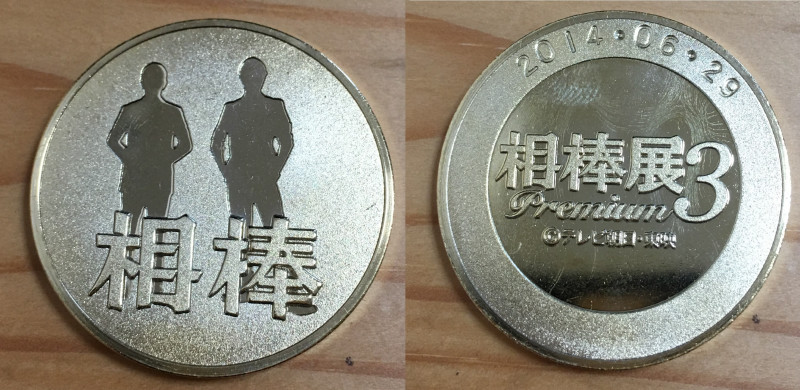 相棒
2014・06・29
相棒展3
Premium
©テレビ朝日・東映